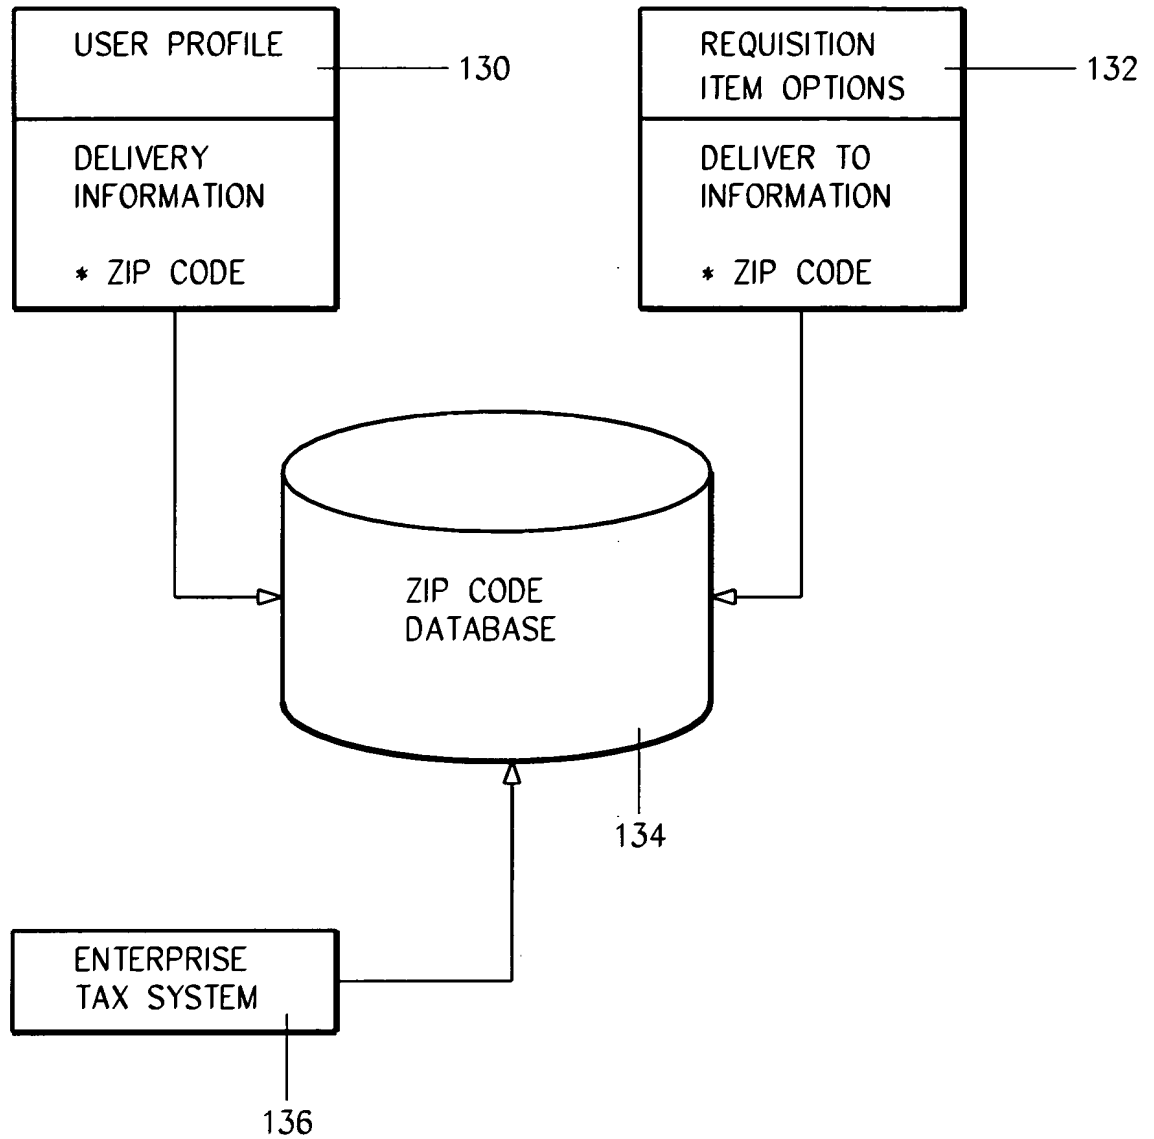 USER PROFILE
130
DELIVERY
INFORMATION
* ZIP CODE
REQUISITION
ITEM OPTIONS
132
DELIVER TO
INFORMATION
* ZIP CODE
ZIP CODE
DATABASE
134
ENTERPRISE
TAX SYSTEM
136